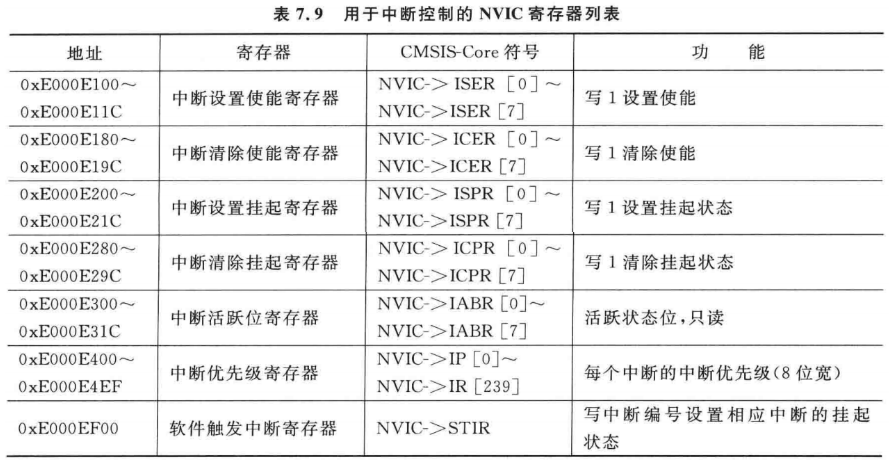 表 7.9 用于中断控制的 NVIC 寄存器列表
地址 寄存器 CMSIS-Core 符号 功 能
0xE000E100～
0xE000E11C
中断设置使能寄存器
NVIC-> ISER [0] ～
NVIC->ISER [7]
写 1 设置使能
0xE000E180～
0xE000E19C
中断清除使能寄存器
NVIC-> ICER [0] ～
NVIC->ICER [7]
写 1 清除使能
0xE000E200～
0xE000E21C
中断设置挂起寄存器
NVIC-> ISPR [0] ～
NVIC->ISPR [7]
写 1 设置挂起状态
0xE000E280～
0xE000E29C
中断清除挂起寄存器
NVIC-> ICPR [0] ～
NVIC->ICPR [7]
写 1 清除挂起状态
0xE000E300～
0xE000E31C
中断活跃位寄存器
NVIC->IABR [0]～
NVIC->IABR [7]
活跃状态位,只读
0xE000E400～
0xE000E4EF
中断优先级寄存器
NVIC->IP [0]～
NVIC->IR [239]
每个中断的中断优先级(8 位宽)
0xE000EF00
软件触发中断寄存器
NVIC->STIR
写中断编号设置相应中断的挂起
状态